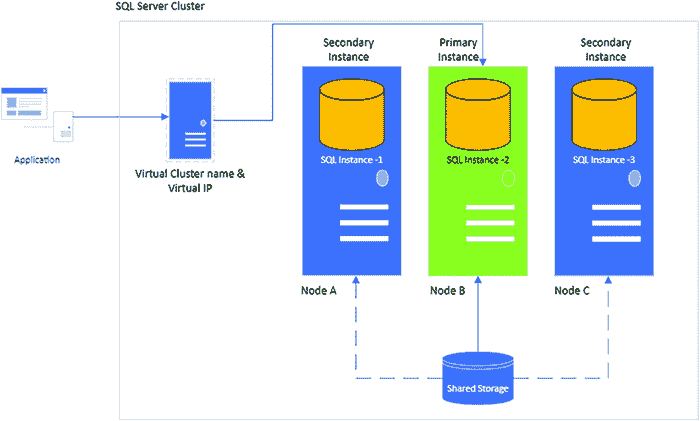 SQL Server Cluster
Secondary
Instance
Primary
Instance
Secondary
Instance
SQL Instance -1
SQL Instance -2
SQL Instance -3
Application
Virtual Cluster name &
Virtual IP
Node A
Node B
Node C
Shared Storage